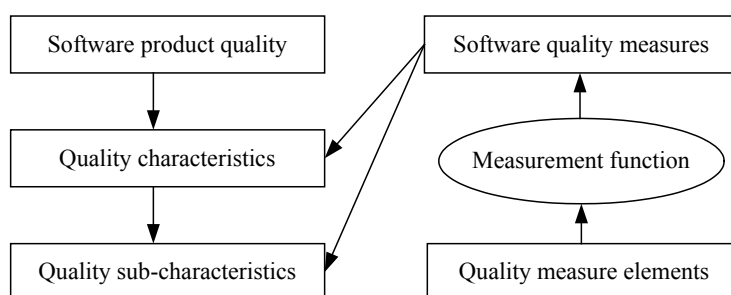 Software product quality
Software quality measures
Quality characteristics
Measurement function
Quality sub-characteristics
Quality measure elements